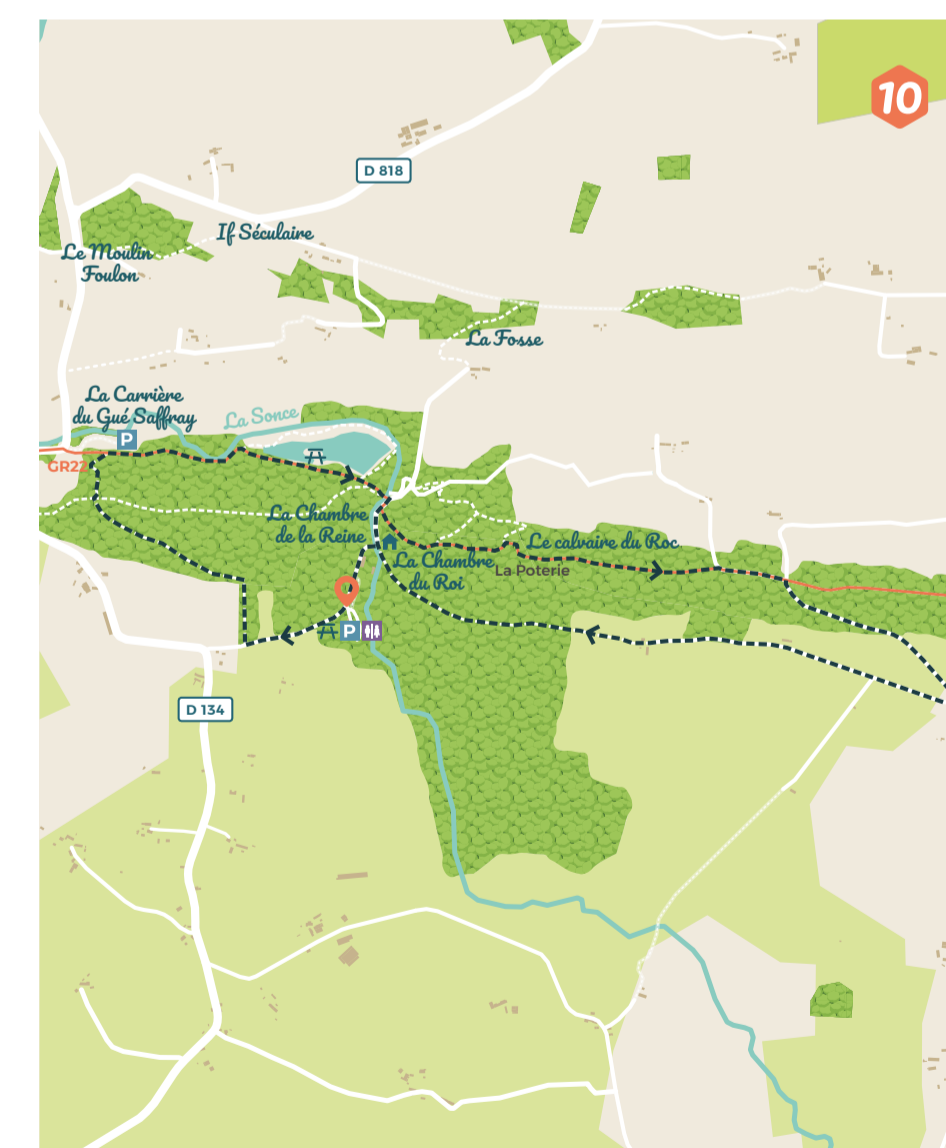 10
D 818
If Séculaire
Le Moulin
Foulon
La Fosse
La Carrière
du Gué Saffray
La Sonce
P
GR22
La Chambre
de la Reine
Le calvaire du Roc
La Chambre
du Roi
La Poterie
P
D 134